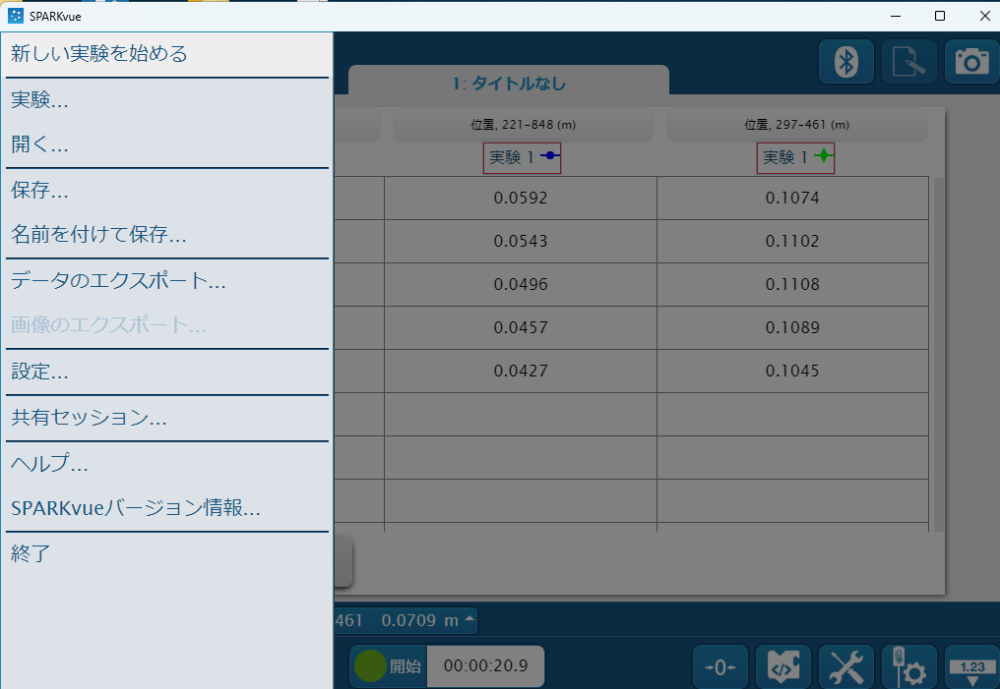 SPARKvue
新しい実験を始める
実験...
開く...
保存...
名前を付けて保存...
データのエクスポート...
画像のエクスポート...
設定...
共有セッション...
ヘルプ...
SPARKvueバージョン情報...
終了
1: タイトルなし
位置, 221-848 (m) 位置, 297-461 (m)
実験 1 実験 1
0.0592 0.1074
0.0543 0.1102
0.0496 0.1108
0.0457 0.1089
0.0427 0.1045
461 0.0709 m
開始 00:00:20.9
→0← </> 1.23